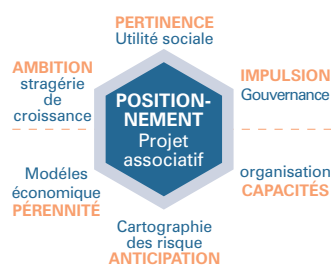 PERTINENCE
Utilité sociale
AMBITION
stragérie
de
croissance
IMPULSION
Gouvernance
POSITION-
NEMENT
Projet
associatif
Modéles
économique
PÉRENNITÉ
organisation
CAPACITÉS
Cartographie
des risque
ANTICIPATION